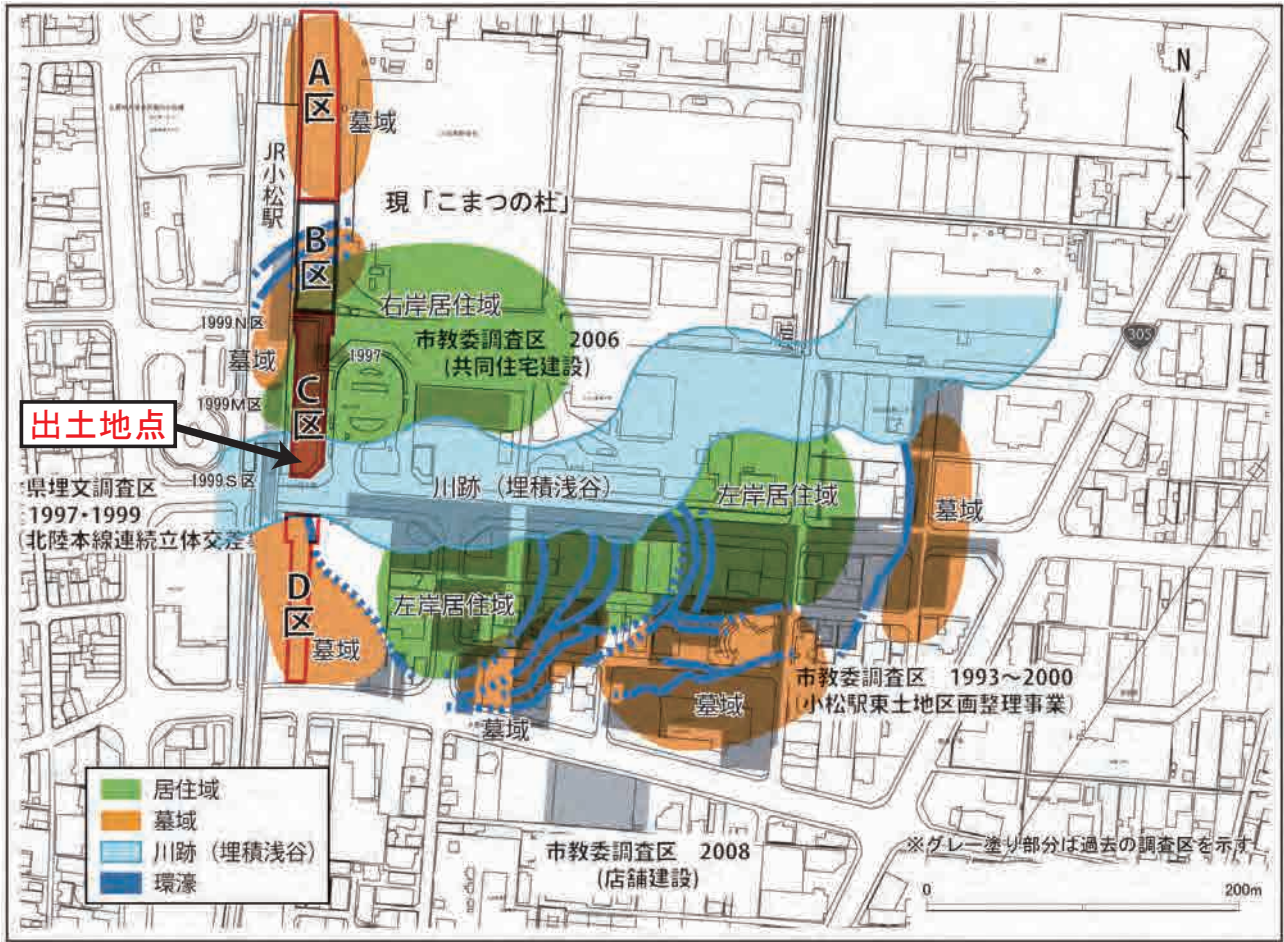 N
A区
墓域
JR小松駅
現「こまつの杜」
B区
右岸居住域
1999N区
市教委調査区 2006
(共同住宅建設)
305
墓域
1997
C区
1999M区
出土地点
1999S区
川跡（埋積浅谷）
左岸居住域
墓域
県埋文調査区
1997・1999
(北陸本線連続立体交差
D区
左岸居住域
墓域
市教委調査区 1993～2000
(小松駅東土地区画整理事業)
墓域
墓域
居住域
墓域
川跡（埋積浅谷）
環濠
市教委調査区 2008
(店舗建設)
※グレー塗り部分は過去の調査区を示す
0
200m